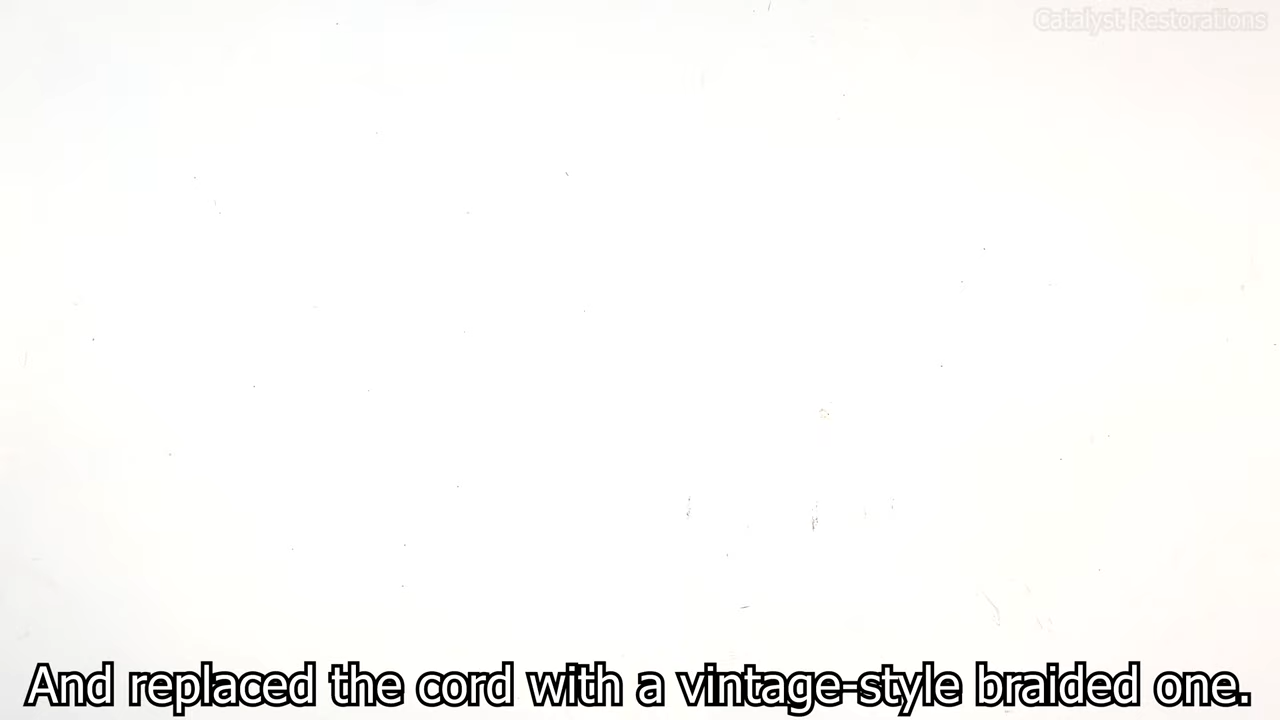 Catalyst Restorations
And replaced the cord with a vintage-style braided one.